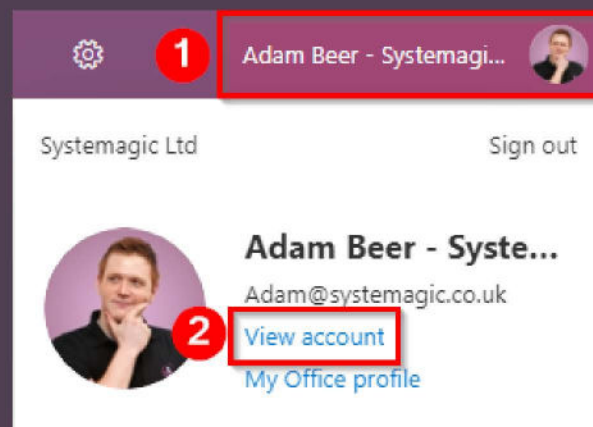 1
Adam Beer - Systemagi...
Systemagic Ltd
Sign out
Adam Beer - Syste...
Adam@systemagic.co.uk
2
View account
My Office profile